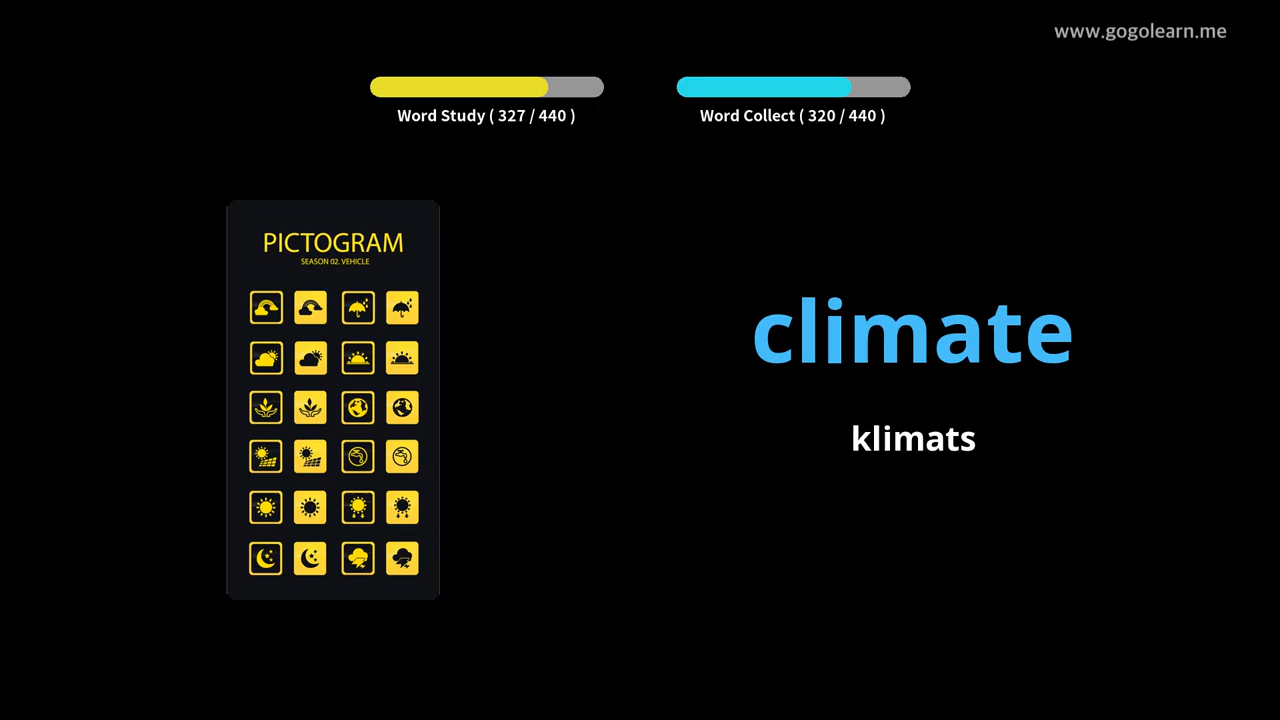 www.gogolearn.me
Word Study ( 327 / 440 )
Word Collect ( 320 / 440 )
PICTOGRAM
SEASON 02. VEHICLE
climate
klimats